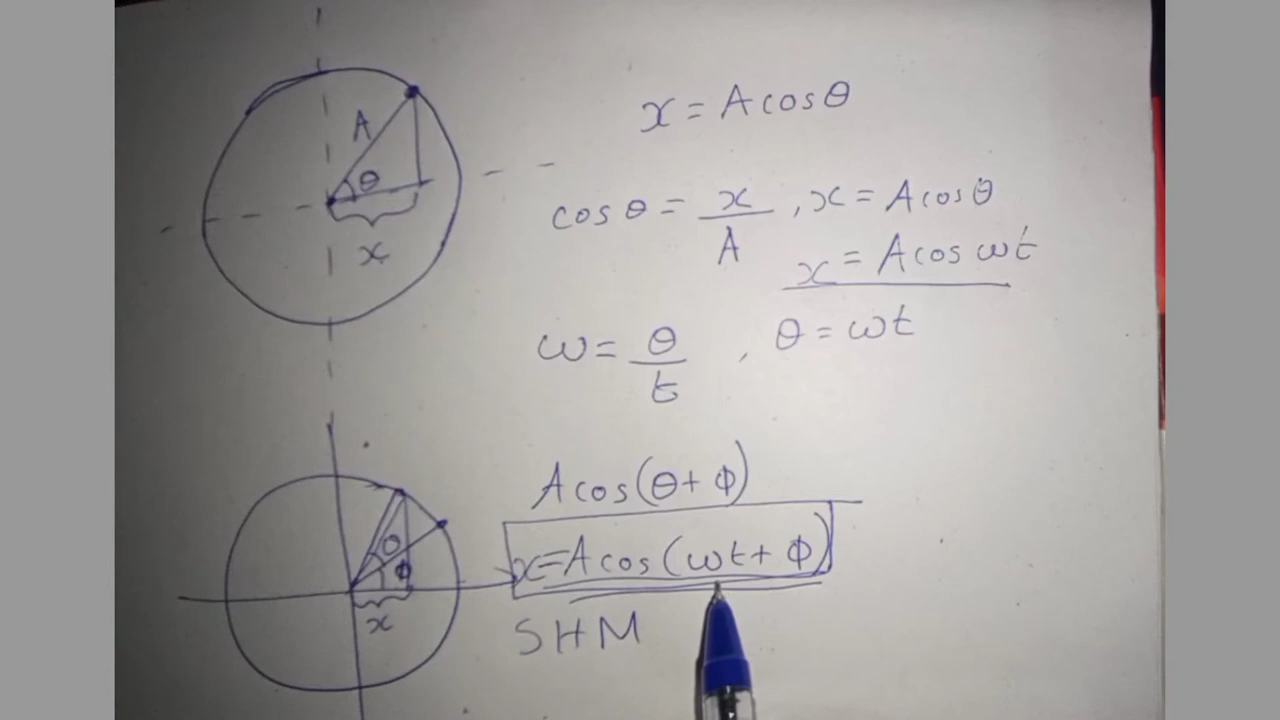 A
θ
x
x = A cos θ
cos θ = x/A , x = A cos θ
x = A cos ωt
ω = θ/t , θ = ωt
A cos (θ + ϕ)
x = A cos (ωt + ϕ)
θ
ϕ
x
SHM